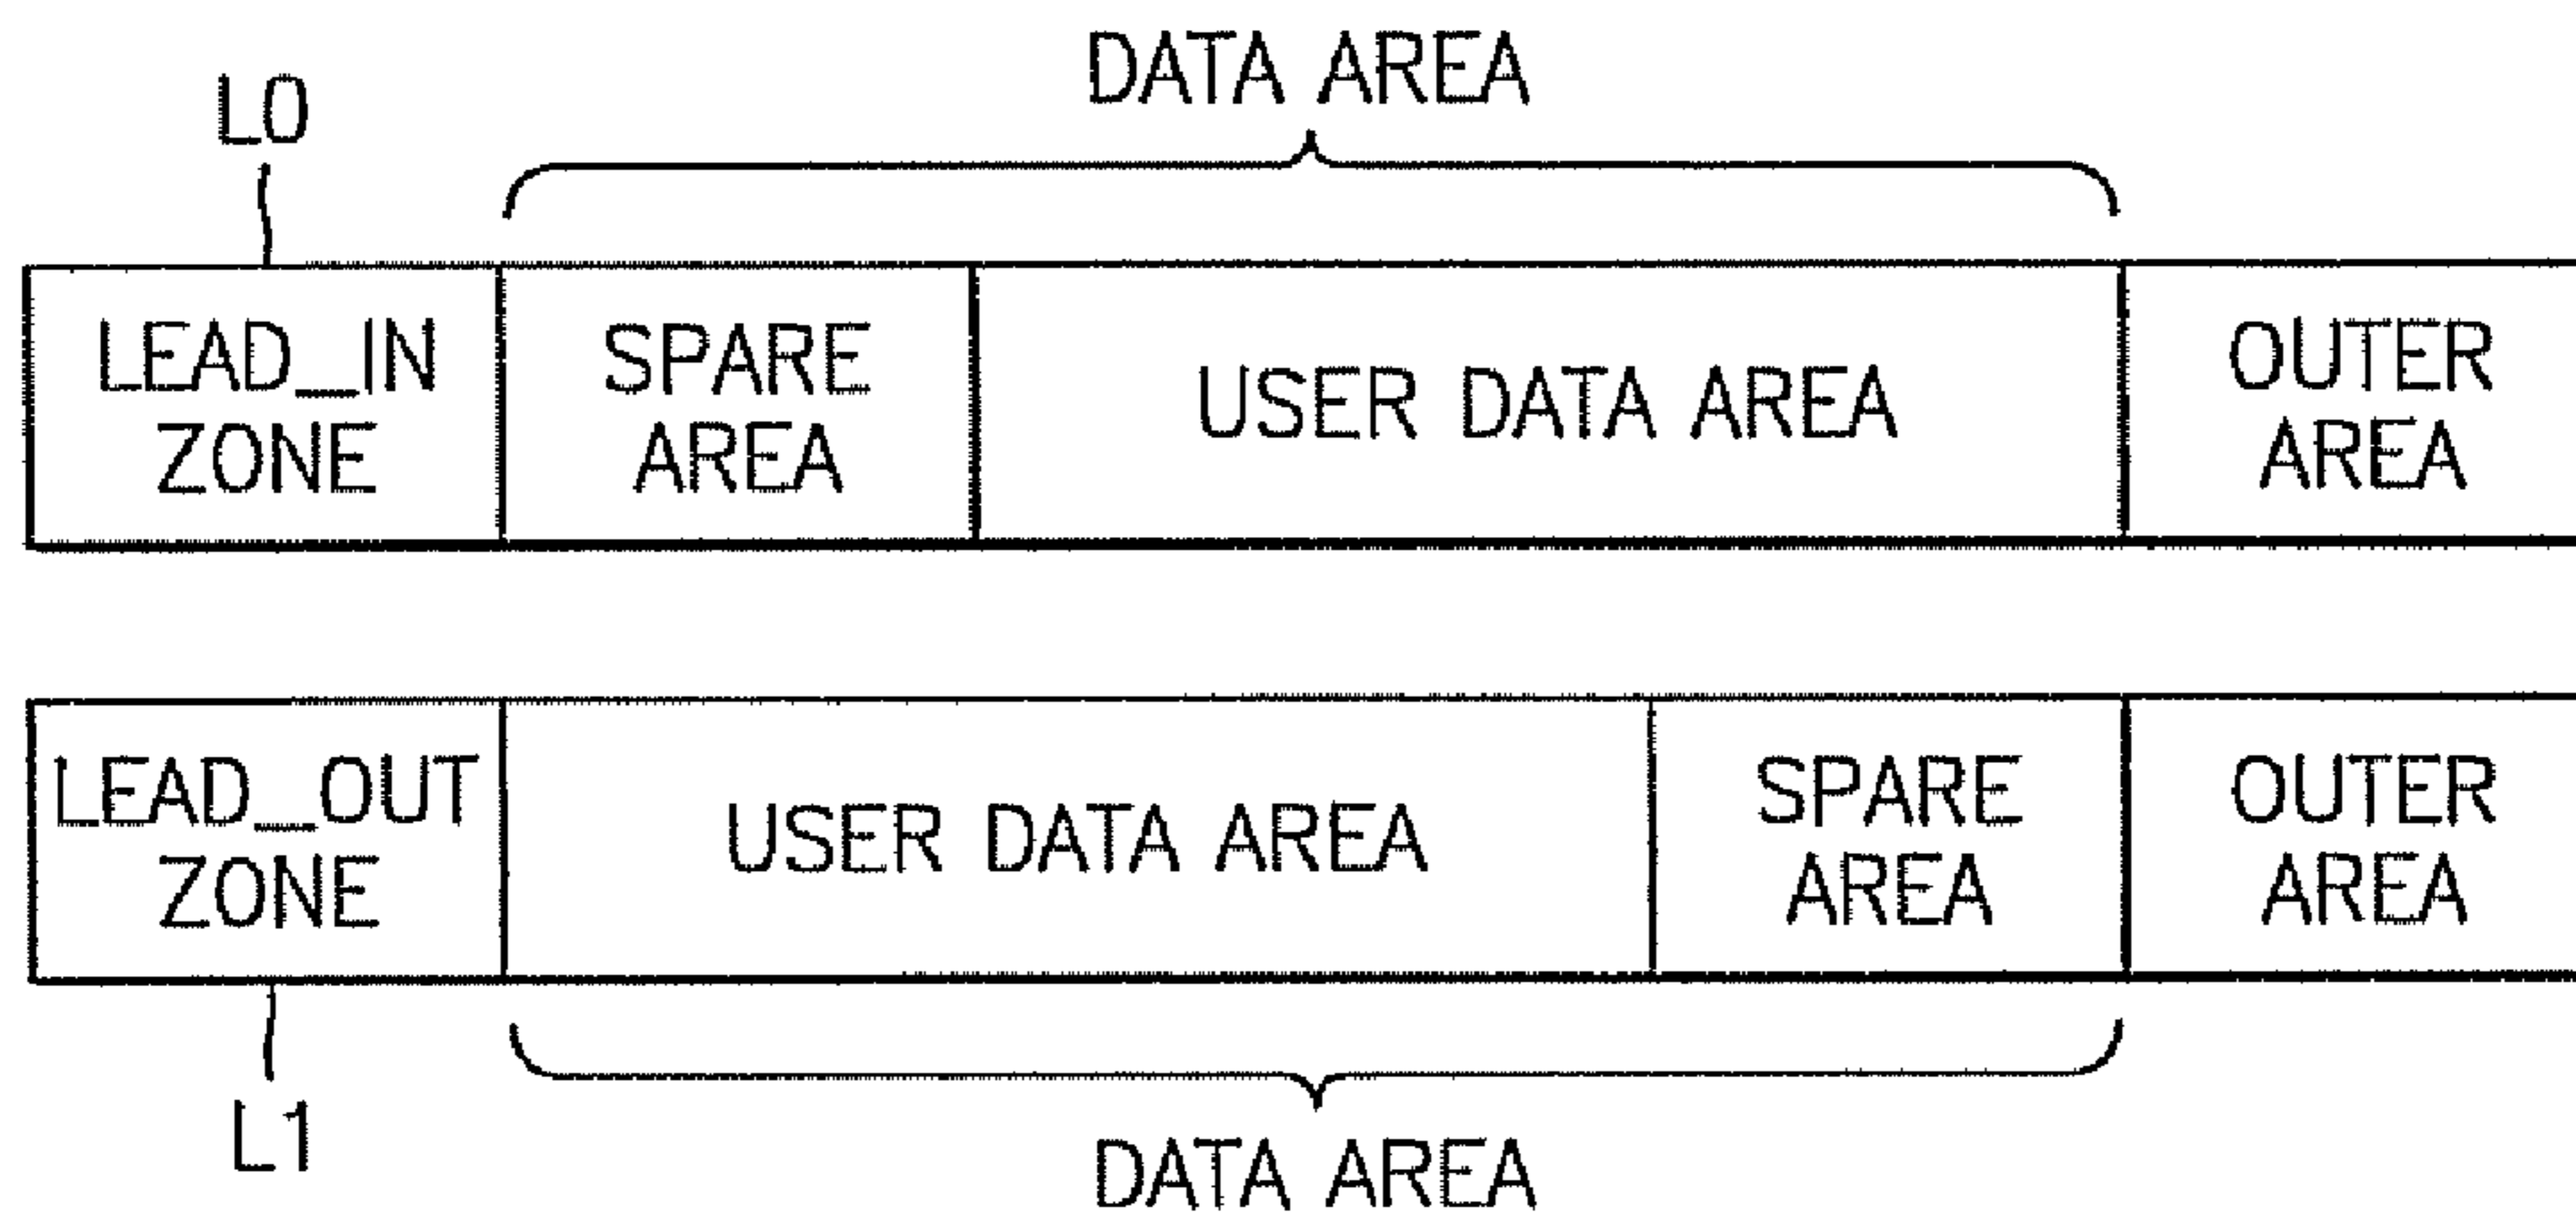 DATA AREA
L0
LEAD_IN
ZONE
SPARE
AREA
USER DATA AREA
OUTER
AREA
LEAD_OUT
ZONE
USER DATA AREA
SPARE
AREA
OUTER
AREA
L1
DATA AREA